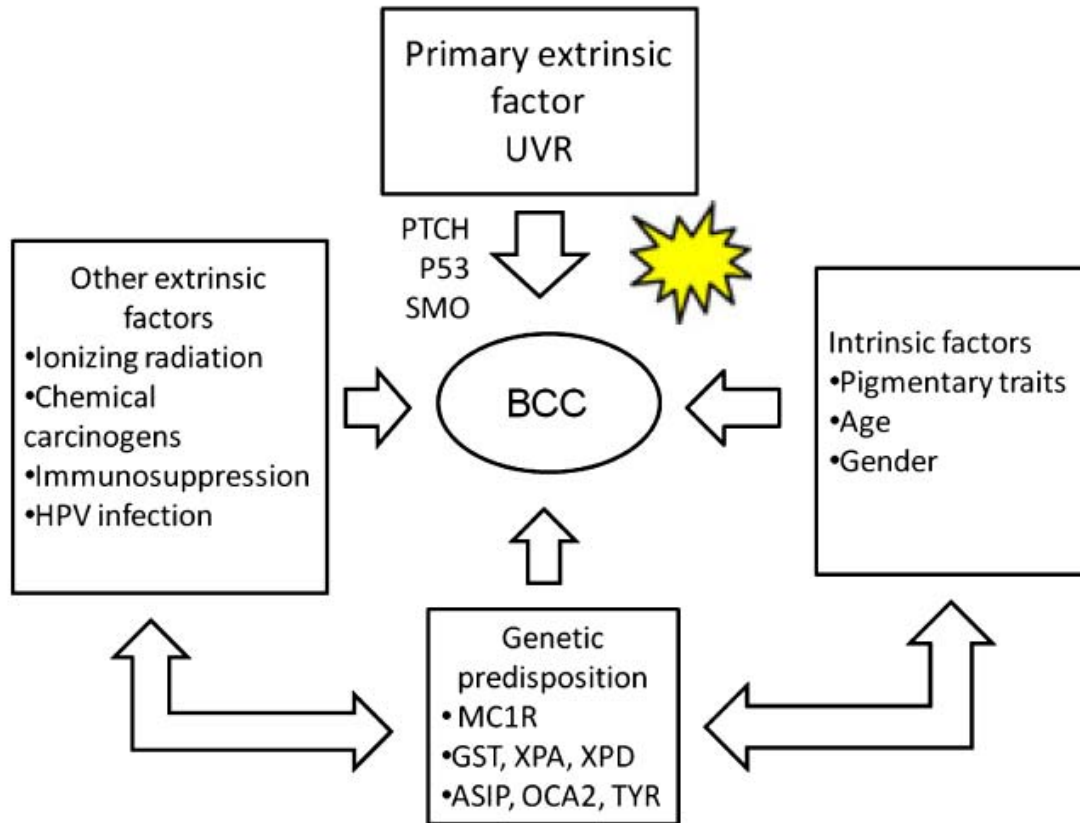 Primary extrinsic
factor
UVR
PTCH
P53
SMO
Other extrinsic
factors
•Ionizing radiation
•Chemical
carcinogens
•Immunosuppression
•HPV infection
BCC
Intrinsic factors
•Pigmentary traits
•Age
•Gender
Genetic
predisposition
• MC1R
•GST, XPA, XPD
•ASIP, OCA2, TYR